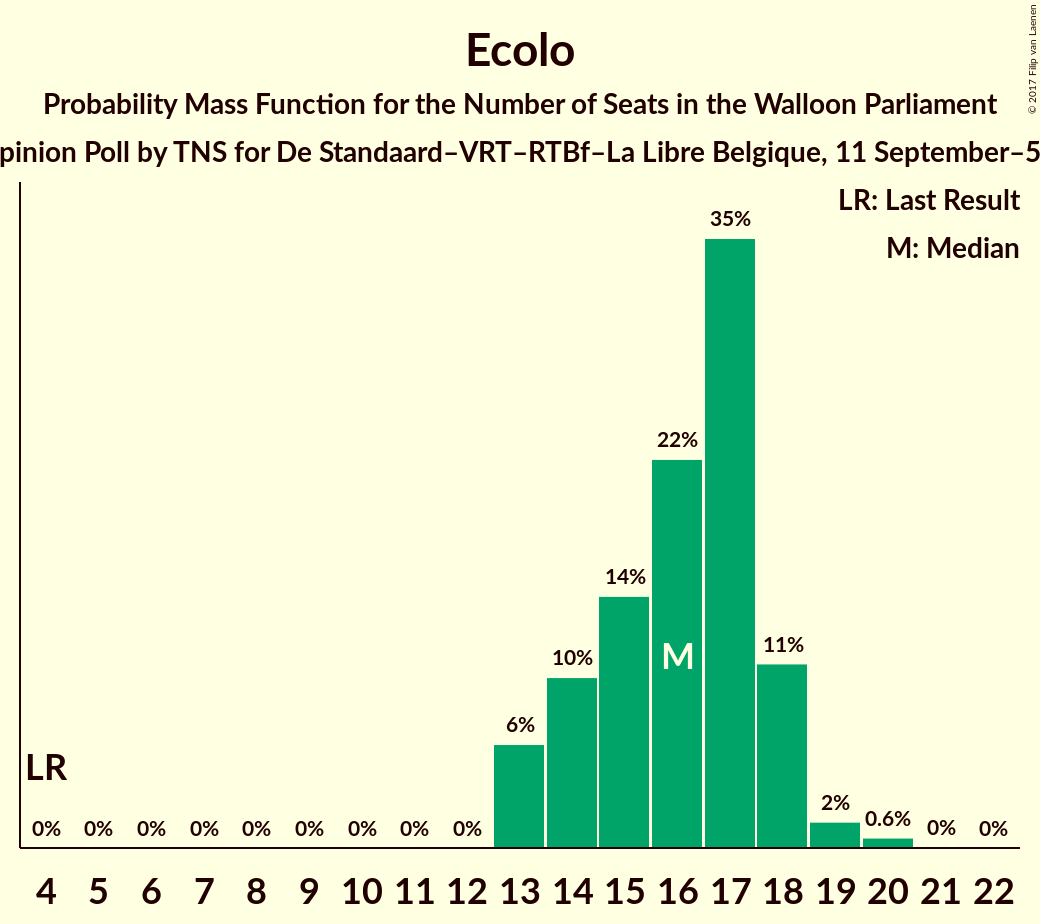 Ecolo
Probability Mass Function for the Number of Seats in the Walloon Parliament
pinion Poll by TNS for De Standaard–VRT–RTBf–La Libre Belgique, 11 September–5
© 2017 Filip van Laenen
LR: Last Result
M: Median
35%
22%
14%
11%
10%
6%
2%
0.6%
M
LR
0% 0% 0% 0% 0% 0% 0% 0% 0% 0% 0%
4 5 6 7 8 9 10 11 12 13 14 15 16 17 18 19 20 21 22